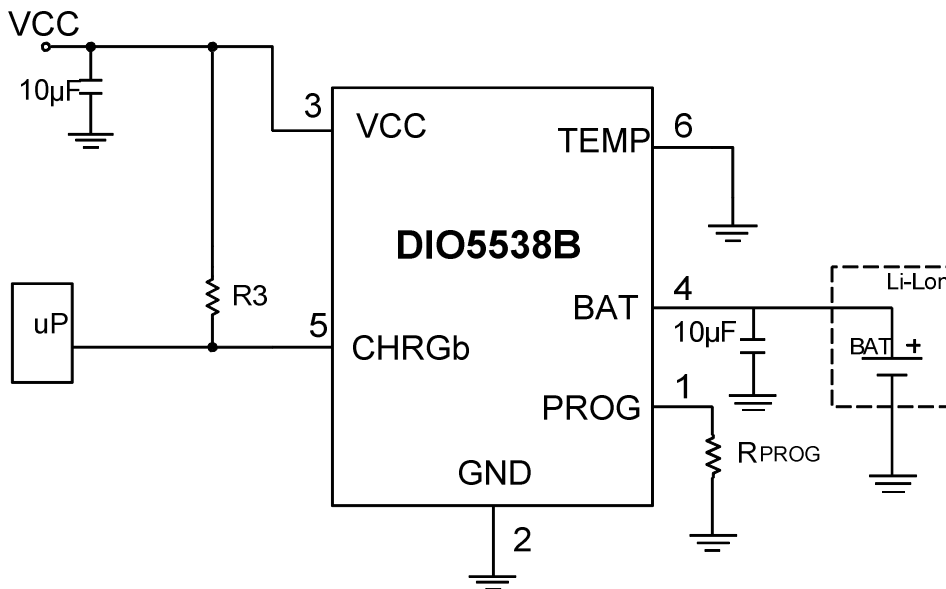 VCC
10µF
3
VCC
TEMP
6
DIO5538B
R3
uP
5
CHRGb
BAT
4
10µF
Li-Lon
BAT
+
PROG
1
RPROG
GND
2